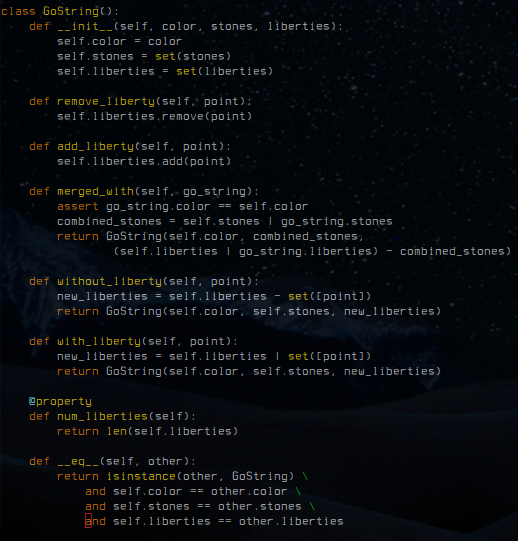 class GoString():
    def __init__(self, color, stones, liberties):
        self.color = color
        self.stones = set(stones)
        self.liberties = set(liberties)

    def remove_liberty(self, point):
        self.liberties.remove(point)

    def add_liberty(self, point):
        self.liberties.add(point)

    def merged_with(self, go_string):
        assert go_string.color == self.color
        combined_stones = self.stones | go_string.stones
        return GoString(self.color, combined_stones,
                (self.liberties | go_string.liberties) - combined_stones)

    def without_liberty(self, point):
        new_liberties = self.liberties - set([point])
        return GoString(self.color, self.stones, new_liberties)

    def with_liberty(self, point):
        new_liberties = self.liberties | set([point])
        return GoString(self.color, self.stones, new_liberties)

    @property
    def num_liberties(self):
        return len(self.liberties)

    def __eq__(self, other):
        return isinstance(other, GoString) \
            and self.color == other.color \
            and self.stones == other.stones \
            and self.liberties == other.liberties